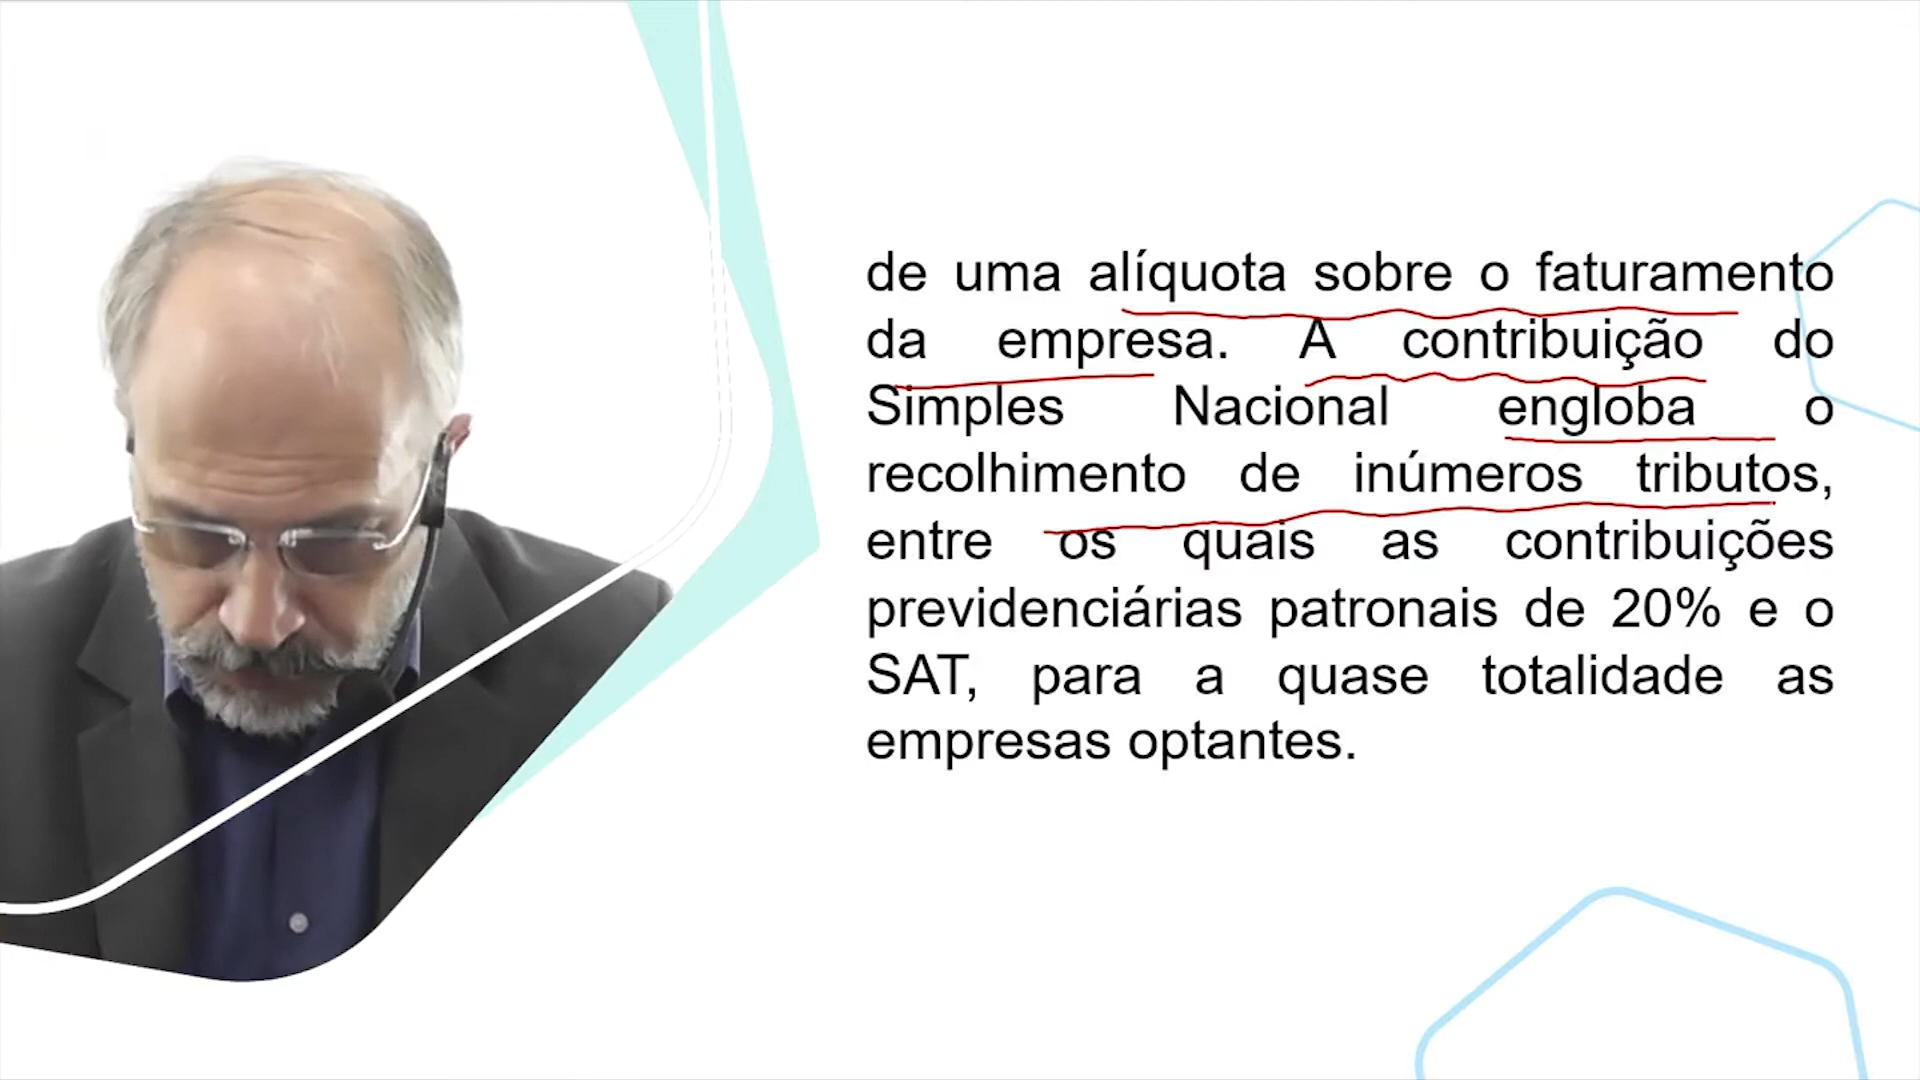 de uma alíquota sobre o faturamento
da empresa. A contribuição do
Simples Nacional engloba o
recolhimento de inúmeros tributos,
entre os quais as contribuições
previdenciárias patronais de 20% e o
SAT, para a quase totalidade as
empresas optantes.